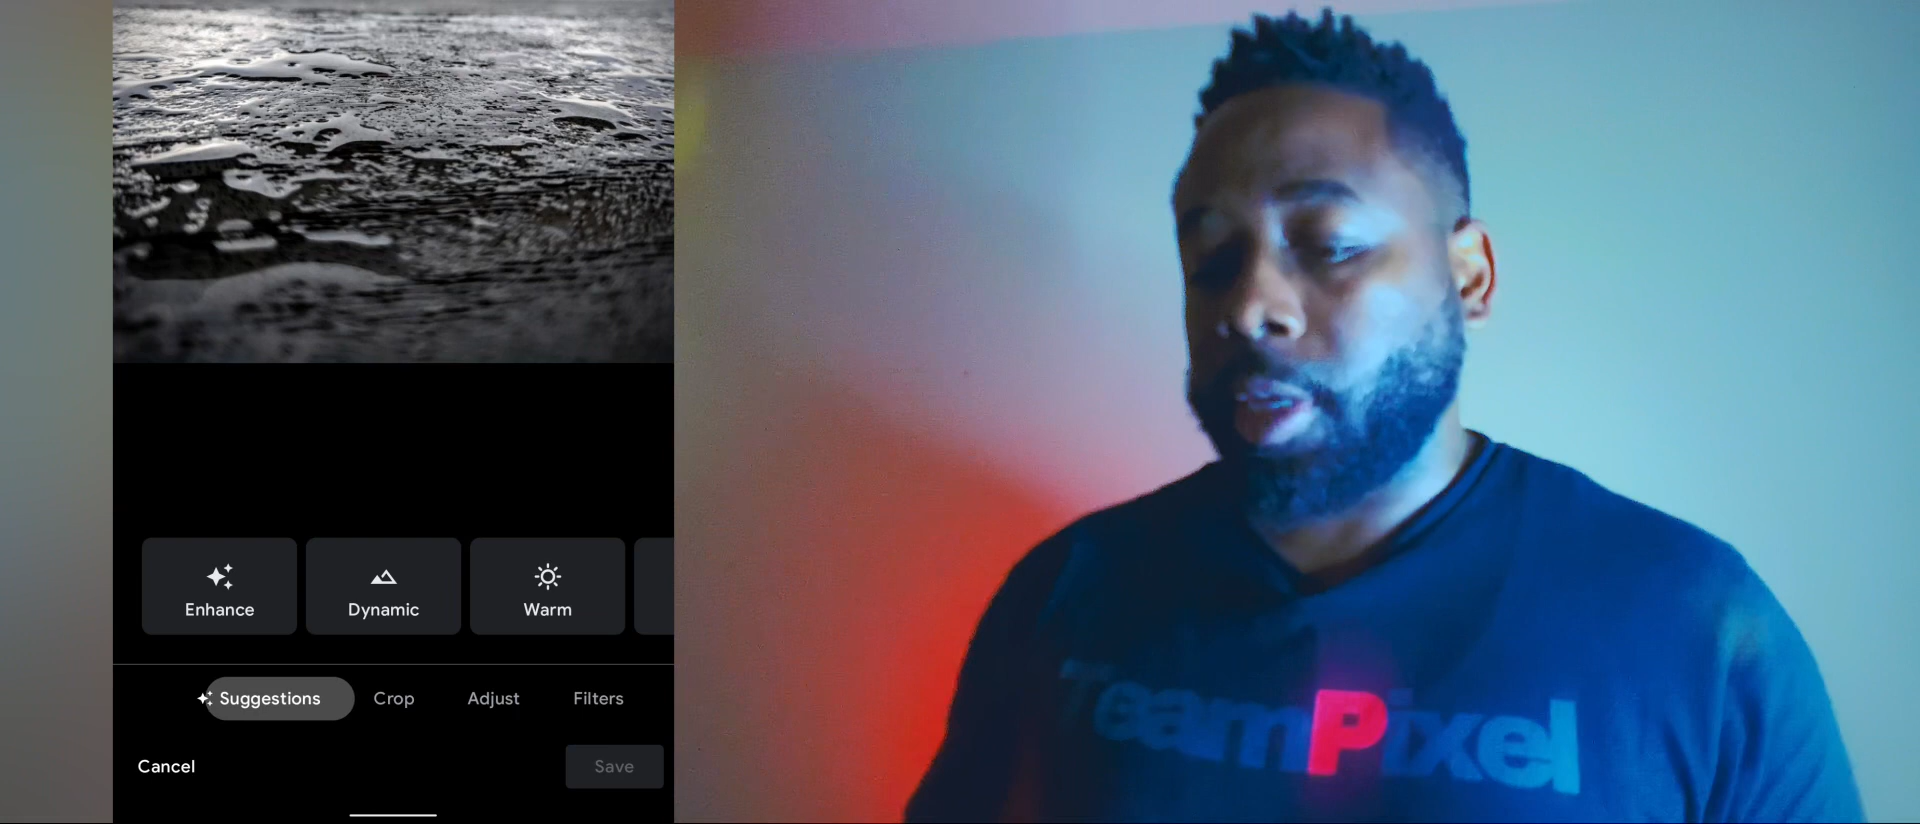 Enhance
Dynamic
Warm
Suggestions
Crop
Adjust
Filters
Cancel
Save
TeamPixel